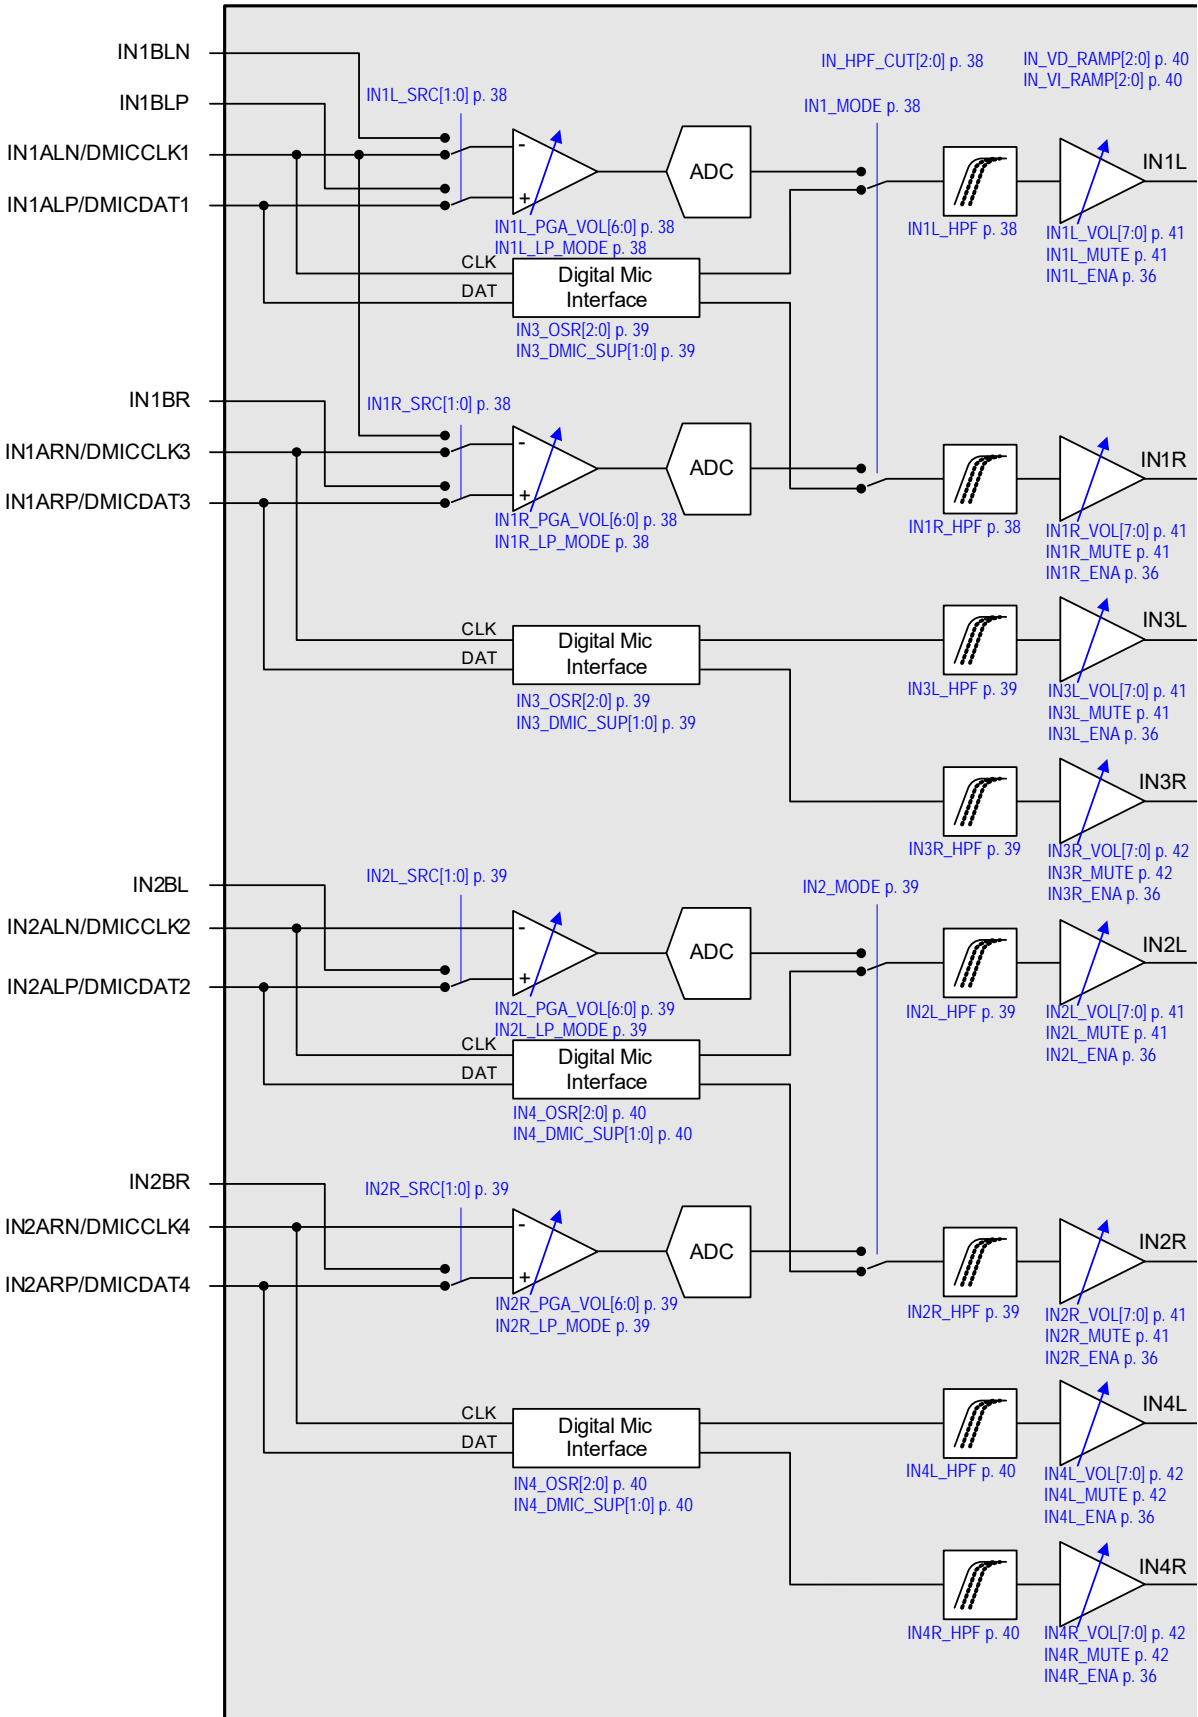 IN1BLN
IN_HPF_CUT[2:0] p. 38
IN_VD_RAMP[2:0] p. 40
IN_VI_RAMP[2:0] p. 40
IN1BLP
IN1L_SRC[1:0] p. 38
IN1_MODE p. 38
IN1ALN/DMICCLK1
-
ADC
IN1L
IN1ALP/DMICDAT1
+
IN1L_PGA_VOL[6:0] p. 38
IN1L_LP_MODE p. 38
IN1L_HPF p. 38
IN1L_VOL[7:0] p. 41
IN1L_MUTE p. 41
IN1L_ENA p. 36
CLK
DAT
Digital Mic
Interface
IN3_OSR[2:0] p. 39
IN3_DMIC_SUP[1:0] p. 39
IN1BR
IN1R_SRC[1:0] p. 38
IN1ARN/DMICCLK3
-
ADC
IN1R
IN1ARP/DMICDAT3
+
IN1R_PGA_VOL[6:0] p. 38
IN1R_LP_MODE p. 38
IN1R_HPF p. 38
IN1R_VOL[7:0] p. 41
IN1R_MUTE p. 41
IN1R_ENA p. 36
CLK
DAT
Digital Mic
Interface
IN3_OSR[2:0] p. 39
IN3_DMIC_SUP[1:0] p. 39
IN3L
IN3L_HPF p. 39
IN3L_VOL[7:0] p. 41
IN3L_MUTE p. 41
IN3L_ENA p. 36
IN3R
IN3R_HPF p. 39
IN3R_VOL[7:0] p. 42
IN3R_MUTE p. 42
IN3R_ENA p. 36
IN2BL
IN2L_SRC[1:0] p. 39
IN2_MODE p. 39
IN2ALN/DMICCLK2
-
ADC
IN2L
IN2ALP/DMICDAT2
+
IN2L_PGA_VOL[6:0] p. 39
IN2L_LP_MODE p. 39
IN2L_HPF p. 39
IN2L_VOL[7:0] p. 41
IN2L_MUTE p. 41
IN2L_ENA p. 36
CLK
DAT
Digital Mic
Interface
IN4_OSR[2:0] p. 40
IN4_DMIC_SUP[1:0] p. 40
IN2BR
IN2R_SRC[1:0] p. 39
IN2ARN/DMICCLK4
-
ADC
IN2R
IN2ARP/DMICDAT4
+
IN2R_PGA_VOL[6:0] p. 39
IN2R_LP_MODE p. 39
IN2R_HPF p. 39
IN2R_VOL[7:0] p. 41
IN2R_MUTE p. 41
IN2R_ENA p. 36
CLK
DAT
Digital Mic
Interface
IN4_OSR[2:0] p. 40
IN4_DMIC_SUP[1:0] p. 40
IN4L
IN4L_HPF p. 40
IN4L_VOL[7:0] p. 42
IN4L_MUTE p. 42
IN4L_ENA p. 36
IN4R
IN4R_HPF p. 40
IN4R_VOL[7:0] p. 42
IN4R_MUTE p. 42
IN4R_ENA p. 36